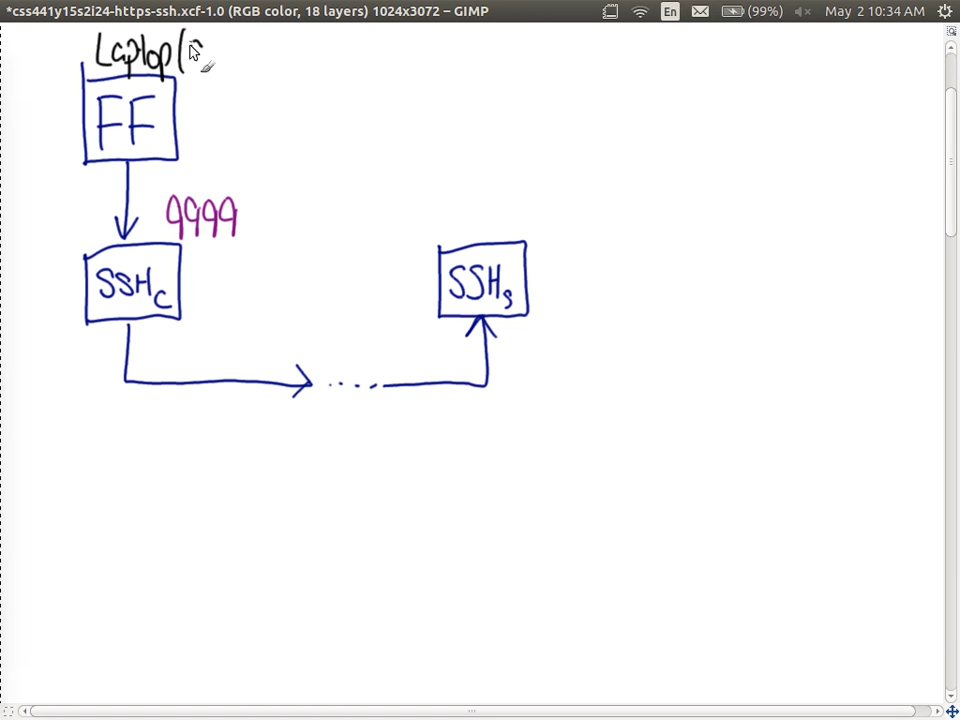 *css441y15s2i24-https-ssh.xcf-1.0 (RGB color, 18 layers) 1024x3072 – GIMP
En
(99%)
May 2 10:34 AM
Laptop(
FF
9999
SSHC
SSHS